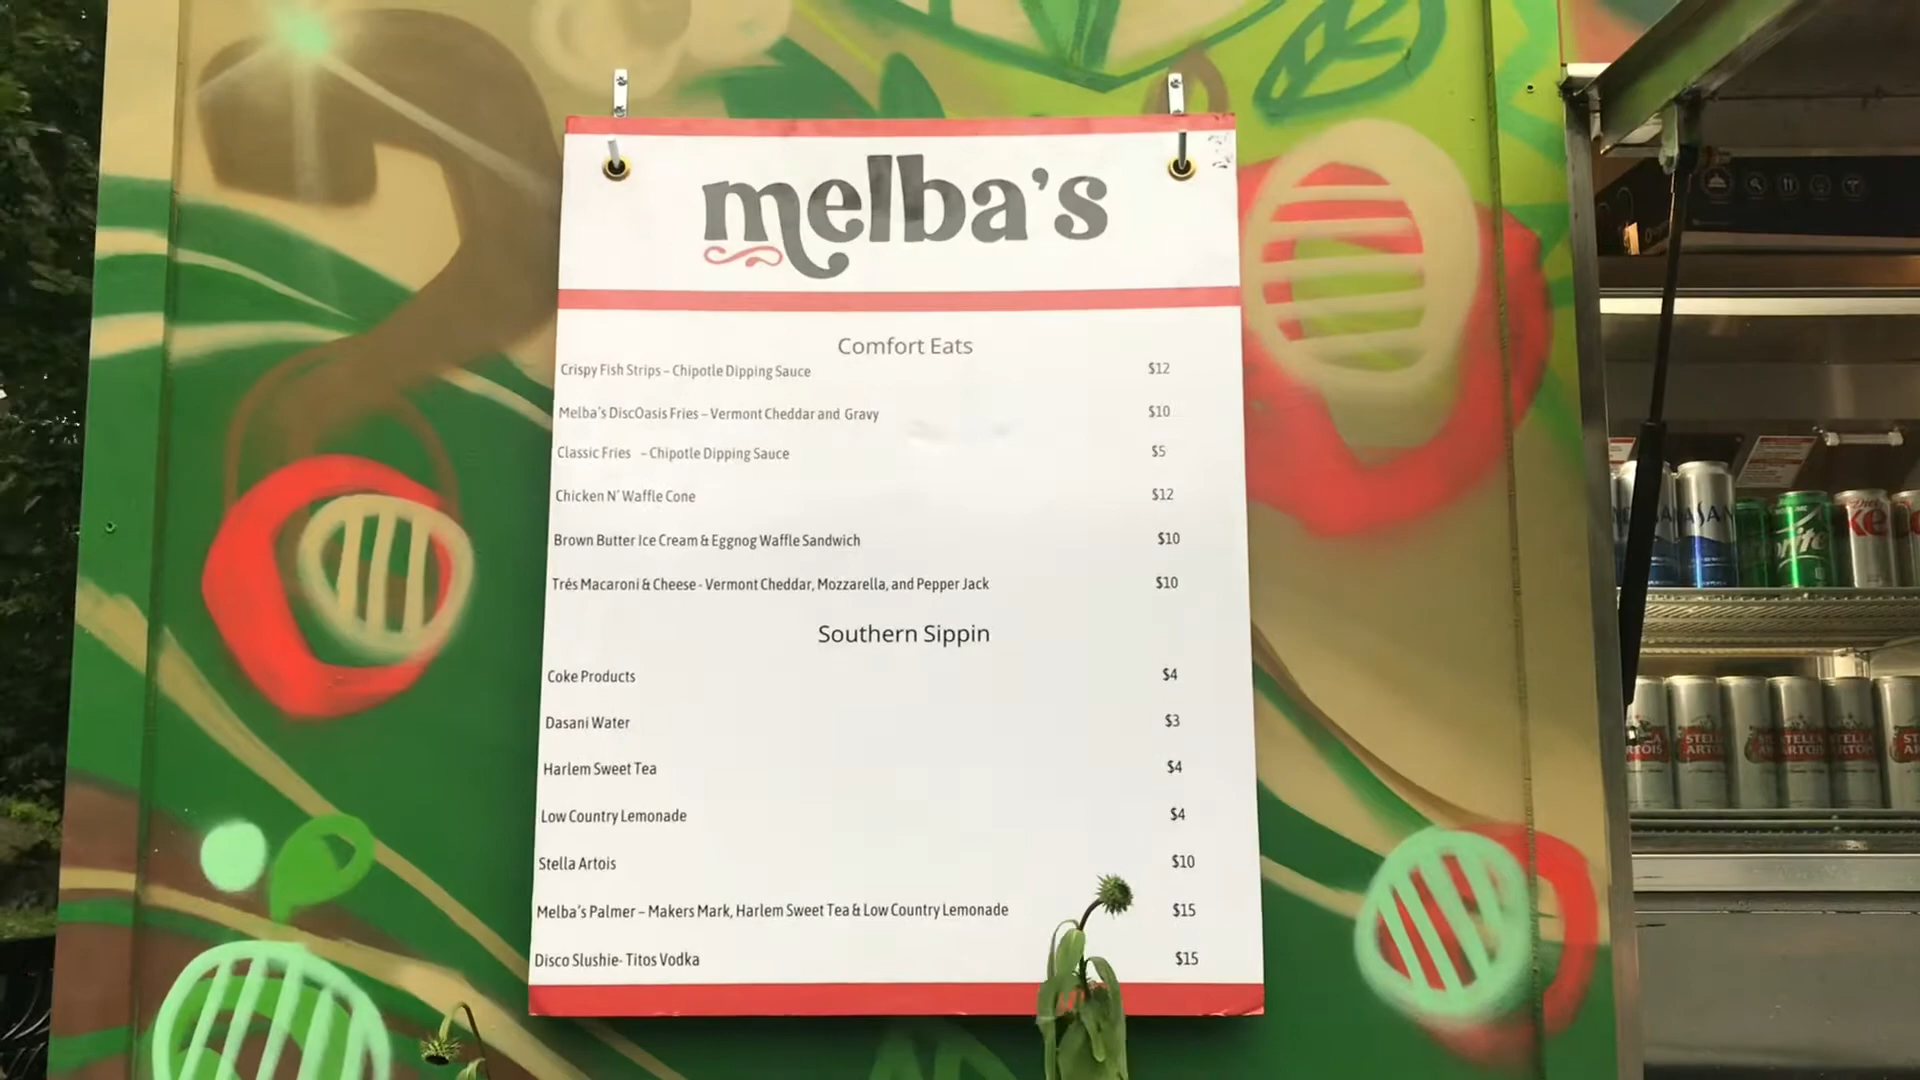 melba's
Comfort Eats
Crispy Fish Strips – Chipotle Dipping Sauce $12
Melba's DiscOasis Fries – Vermont Cheddar and Gravy $10
Classic Fries – Chipotle Dipping Sauce $5
Chicken N' Waffle Cone $12
Brown Butter Ice Cream & Eggnog Waffle Sandwich $10
Trés Macaroni & Cheese - Vermont Cheddar, Mozzarella, and Pepper Jack $10
Southern Sippin
Coke Products $4
Dasani Water $3
Harlem Sweet Tea $4
Low Country Lemonade $4
Stella Artois $10
Melba's Palmer – Makers Mark, Harlem Sweet Tea & Low Country Lemonade $15
Disco Slushie- Titos Vodka $15
STELLA ARTOIS